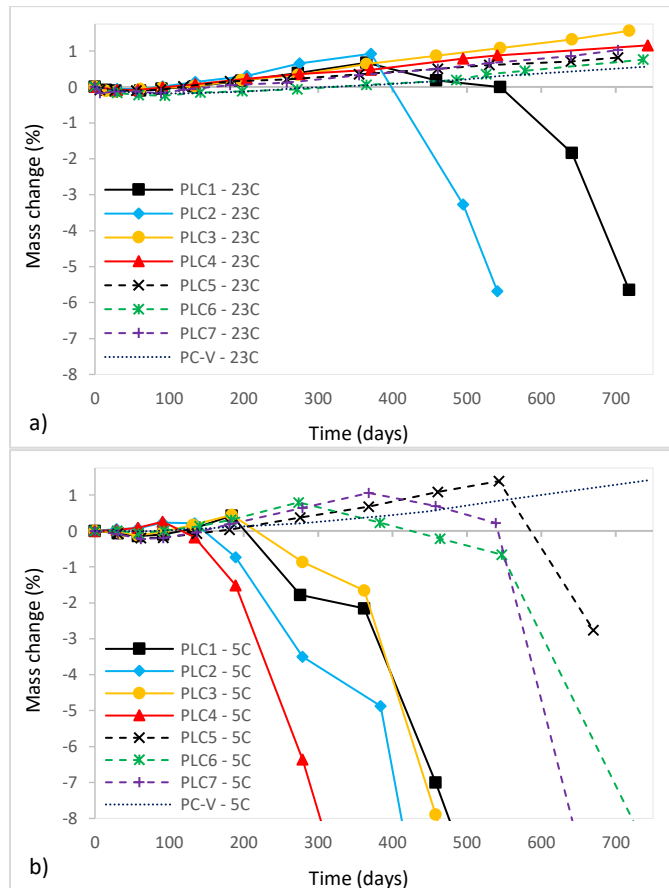 1
0
-1
-2
-3
-4
-5
-6
-7
-8
Mass change (%)
PLC1 - 23C
PLC2 - 23C
PLC3 - 23C
PLC4 - 23C
PLC5 - 23C
PLC6 - 23C
PLC7 - 23C
PC-V - 23C
0 100 200 300 400 500 600 700
Time (days)
a)
1
0
-1
-2
-3
-4
-5
-6
-7
-8
Mass change (%)
PLC1 - 5C
PLC2 - 5C
PLC3 - 5C
PLC4 - 5C
PLC5 - 5C
PLC6 - 5C
PLC7 - 5C
PC-V - 5C
0 100 200 300 400 500 600 700
Time (days)
b)